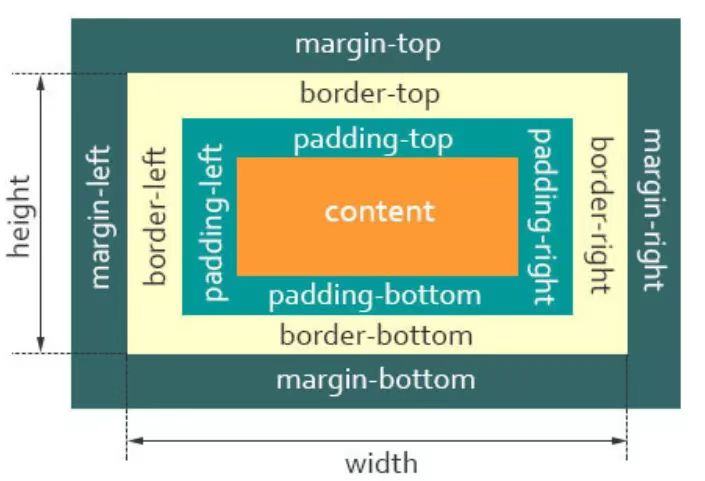 margin-top
border-top
padding-top
height
margin-left
border-left
padding-left
content
padding-right
border-right
margin-right
padding-bottom
border-bottom
margin-bottom
width